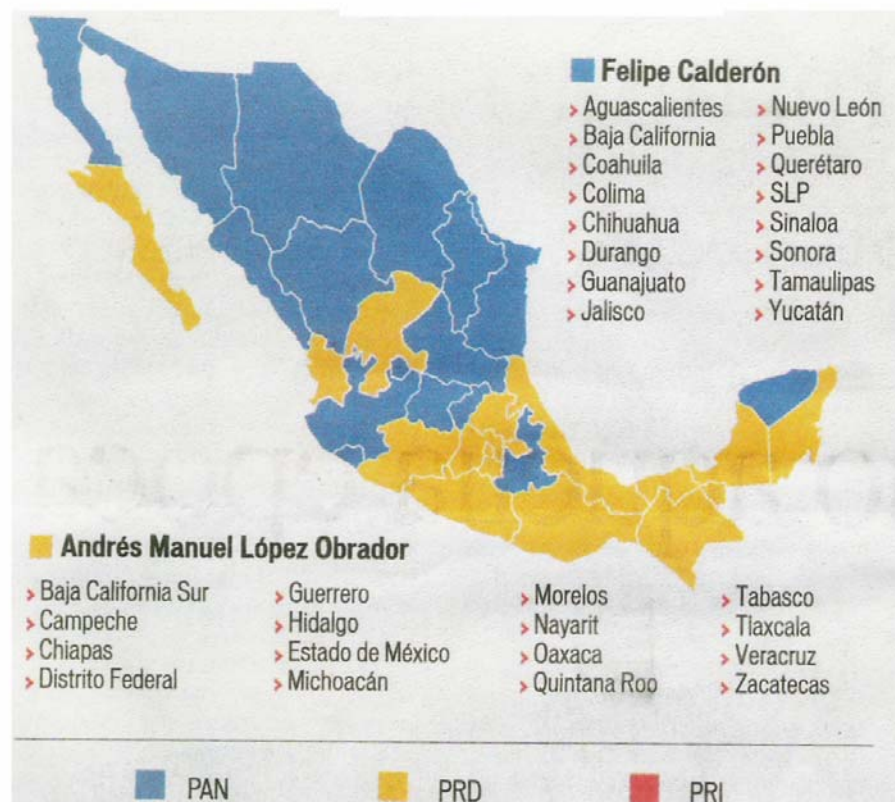 Felipe Calderón
› Aguascalientes
› Baja California
› Coahuila
› Colima
› Chihuahua
› Durango
› Guanajuato
› Jalisco
› Nuevo León
› Puebla
› Querétaro
› SLP
› Sinaloa
› Sonora
› Tamaulipas
› Yucatán
Andrés Manuel López Obrador
› Baja California Sur
› Campeche
› Chiapas
› Distrito Federal
› Guerrero
› Hidalgo
› Estado de México
› Michoacán
› Morelos
› Nayarit
› Oaxaca
› Quintana Roo
› Tabasco
› Tlaxcala
› Veracruz
› Zacatecas
PAN
PRD
PRI